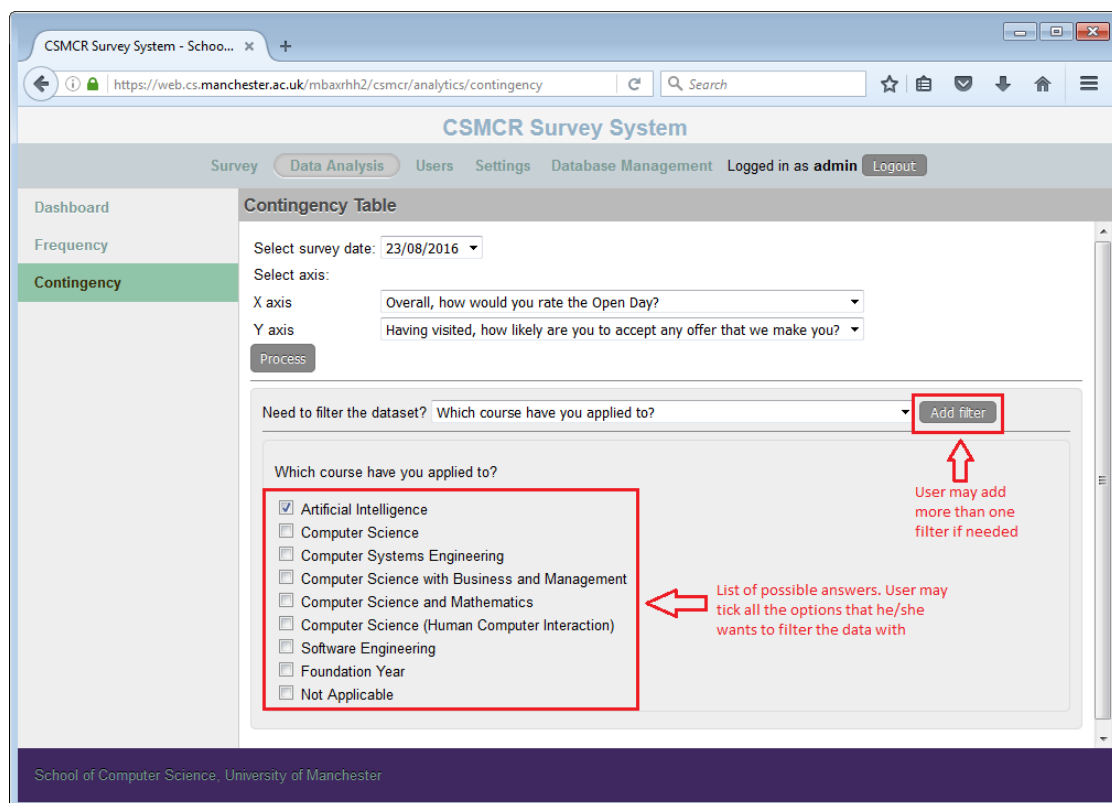 CSMCR Survey System - Schoo...
https://web.cs.manchester.ac.uk/mbaxrhh2/csmcr/analytics/contingency
Search
CSMCR Survey System
Survey Data Analysis Users Settings Database Management Logged in as admin Logout
Dashboard
Frequency
Contingency
Contingency Table
Select survey date: 23/08/2016
Select axis:
X axis Overall, how would you rate the Open Day?
Y axis Having visited, how likely are you to accept any offer that we make you?
Process
Need to filter the dataset? Which course have you applied to? Add filter
Which course have you applied to?
Artificial Intelligence
Computer Science
Computer Systems Engineering
Computer Science with Business and Management
Computer Science and Mathematics
Computer Science (Human Computer Interaction)
Software Engineering
Foundation Year
Not Applicable
User may add
more than one
filter if needed
List of possible answers. User may
tick all the options that he/she
wants to filter the data with
School of Computer Science, University of Manchester